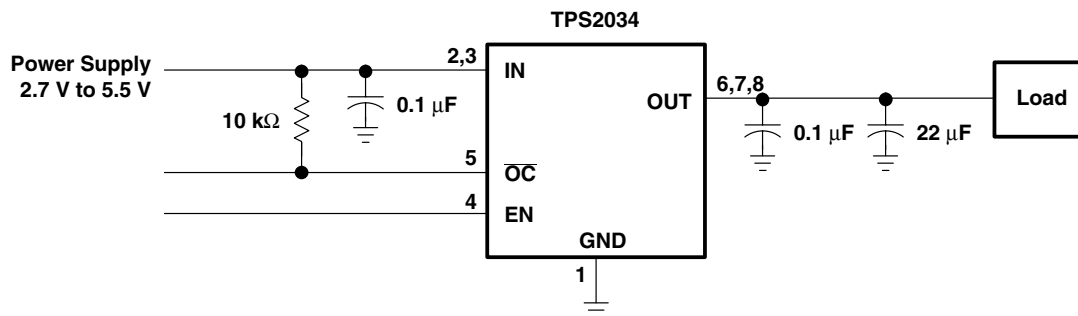 TPS2034
Power Supply
2.7 V to 5.5 V
2,3
IN
6,7,8
OUT
Load
10 kΩ
0.1 μF
0.1 μF
22 μF
5
O̅C̅
4
EN
GND
1